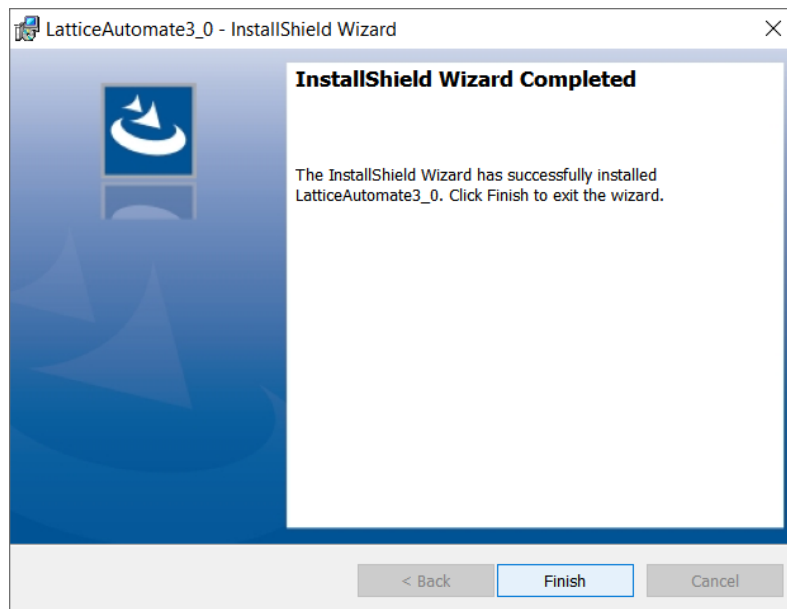 LatticeAutomate3_0 - InstallShield Wizard
InstallShield Wizard Completed
The InstallShield Wizard has successfully installed
LatticeAutomate3_0. Click Finish to exit the wizard.
< Back
Finish
Cancel